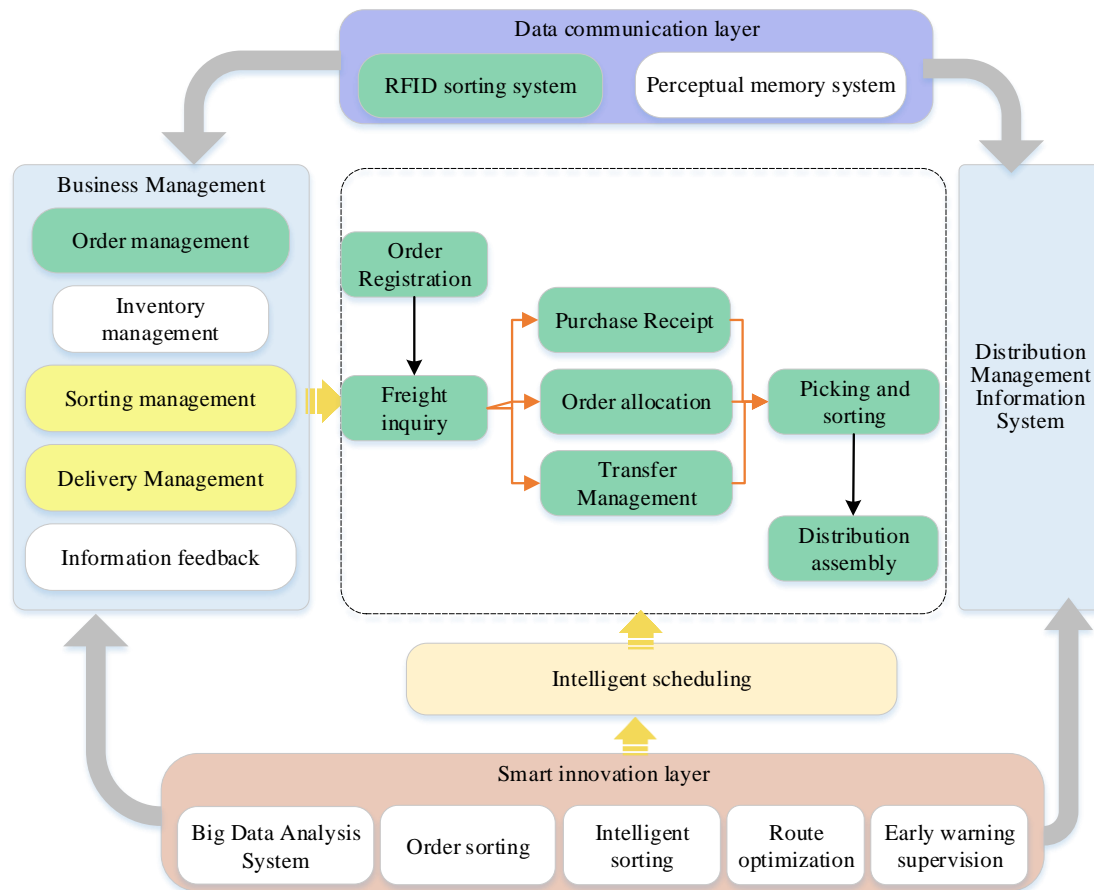 Data communication layer
RFID sorting system
Perceptual memory system
Business Management
Order management
Inventory
management
Sorting management
Delivery Management
Information feedback
Order
Registration
Freight
inquiry
Purchase Receipt
Order allocation
Transfer
Management
Picking and
sorting
Distribution
assembly
Distribution
Management
Information
System
Intelligent scheduling
Smart innovation layer
Big Data Analysis
System
Order sorting
Intelligent
sorting
Route
optimization
Early warning
supervision